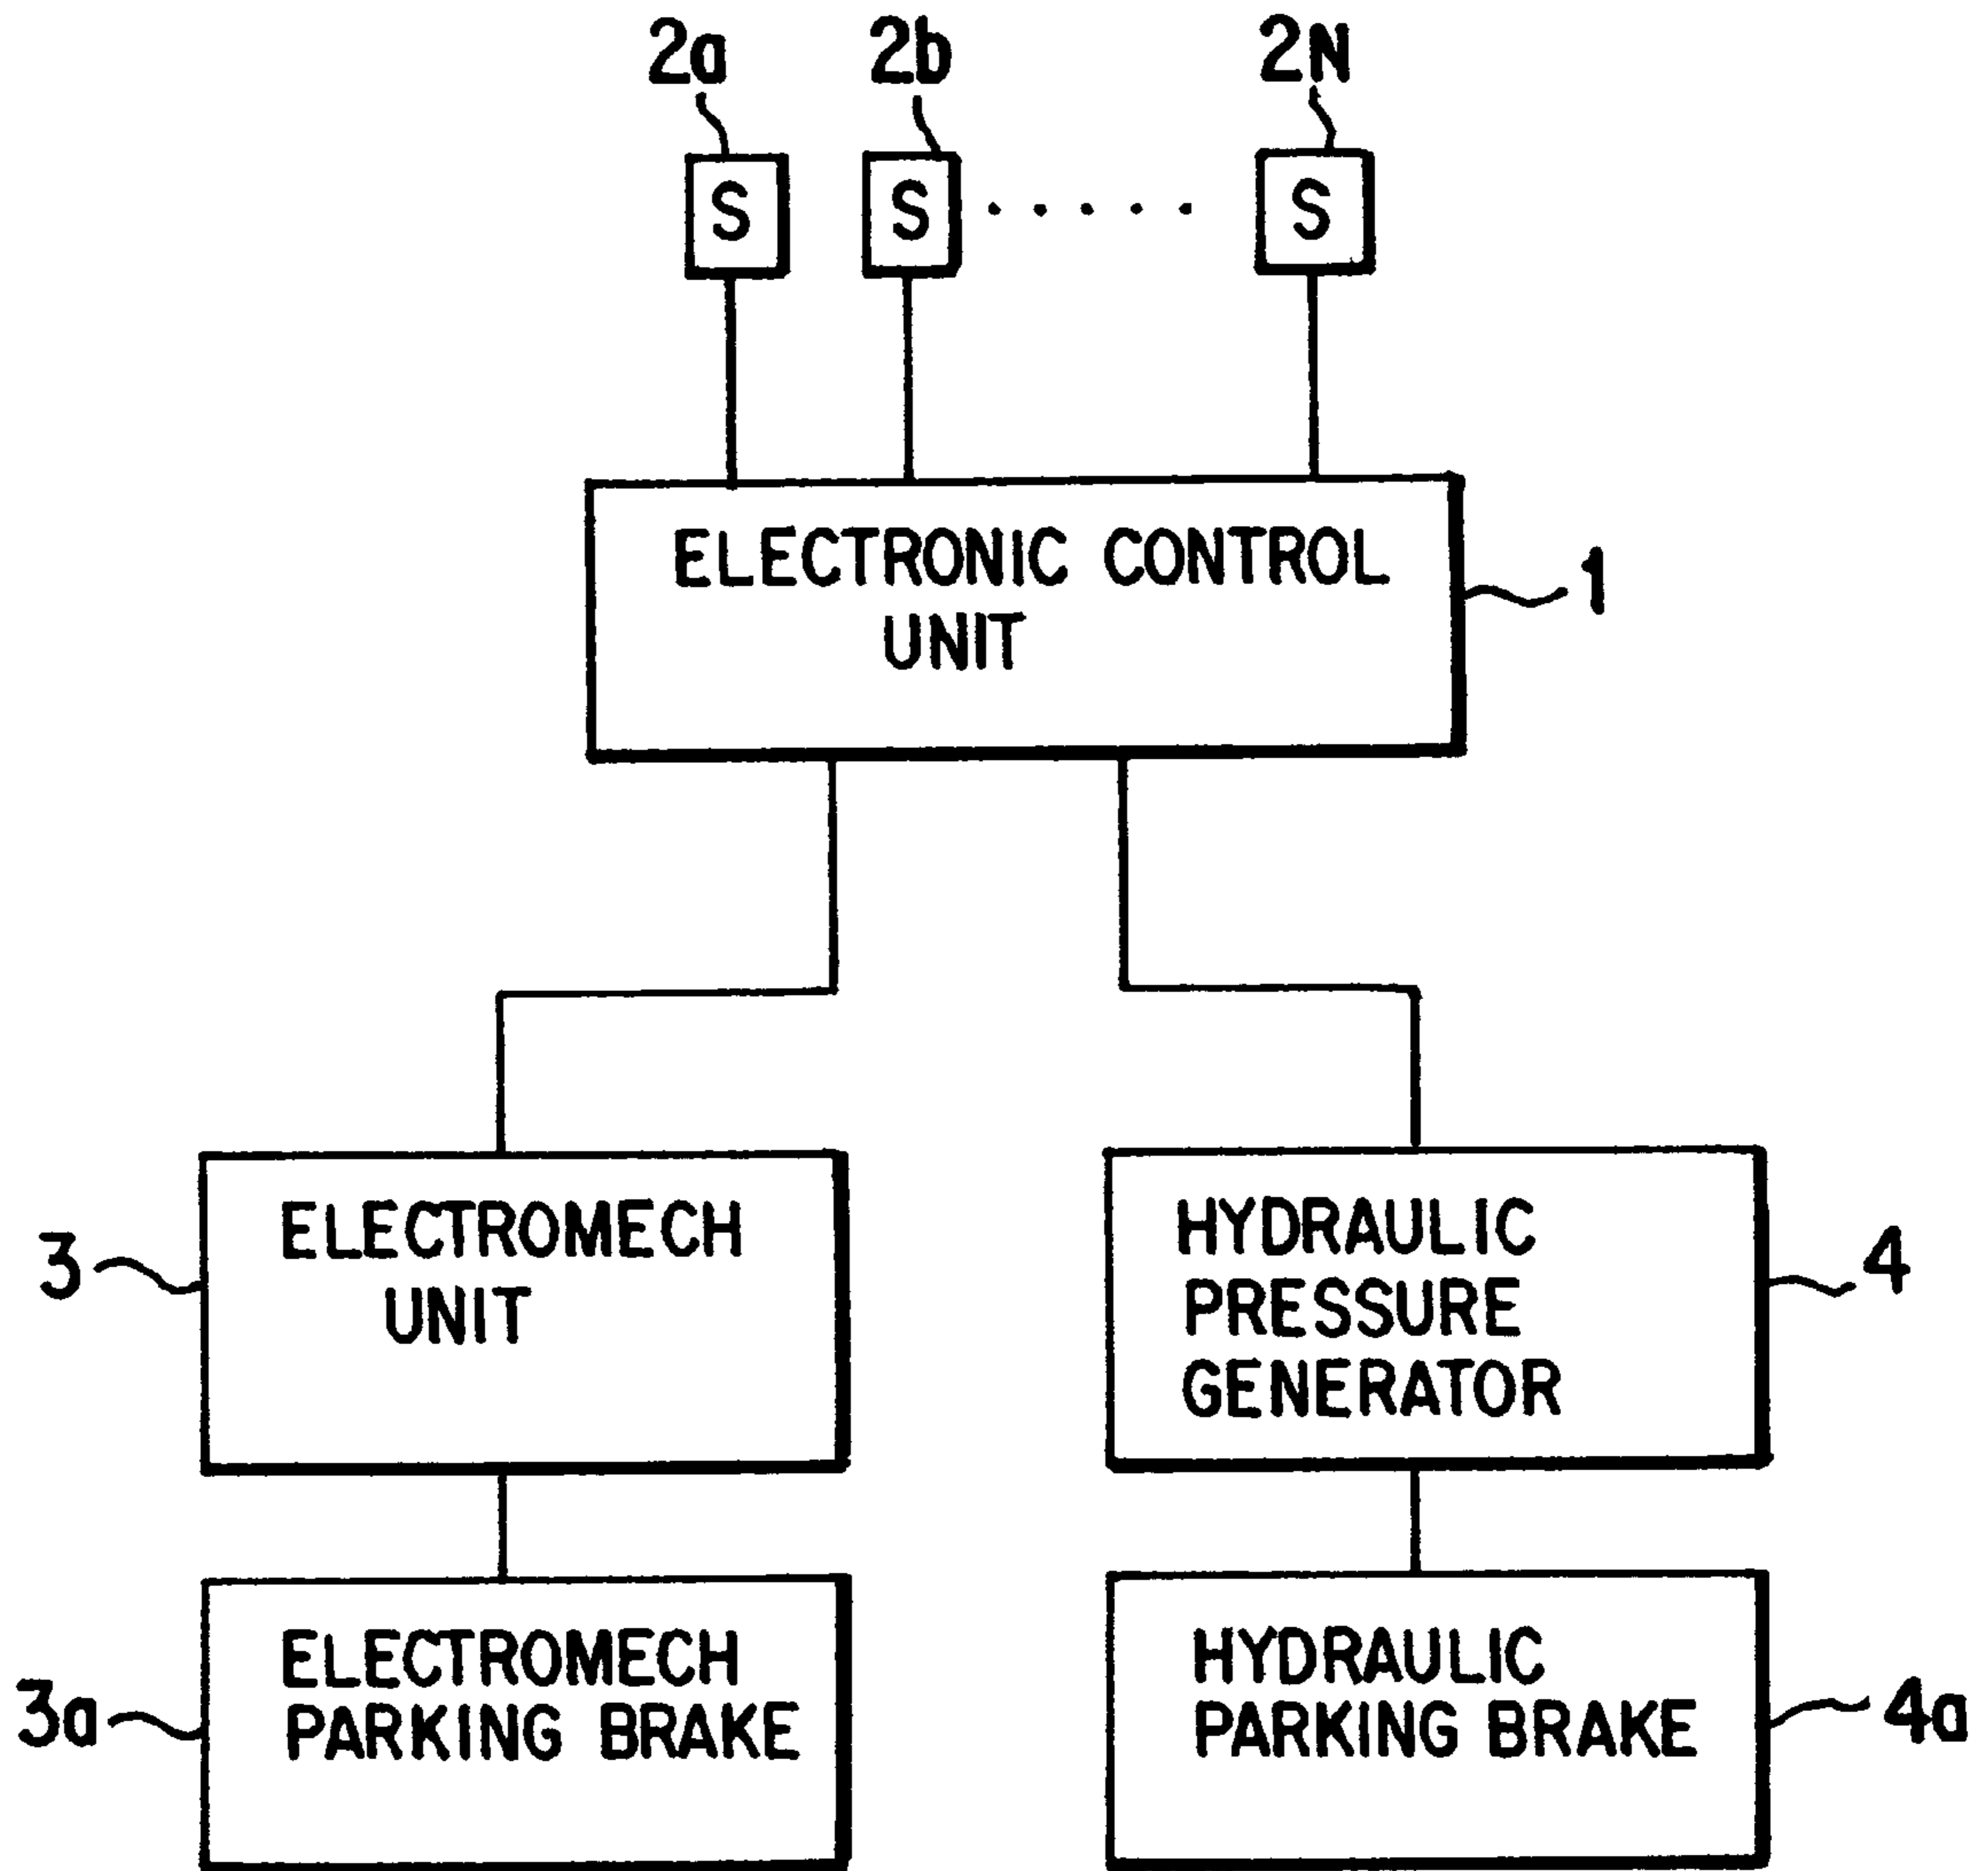 2a 2b 2N
S S S
ELECTRONIC CONTROL
UNIT
1
ELECTROMECH
UNIT
3
HYDRAULIC
PRESSURE
GENERATOR
4
ELECTROMECH
PARKING BRAKE
3a
HYDRAULIC
PARKING BRAKE
4a